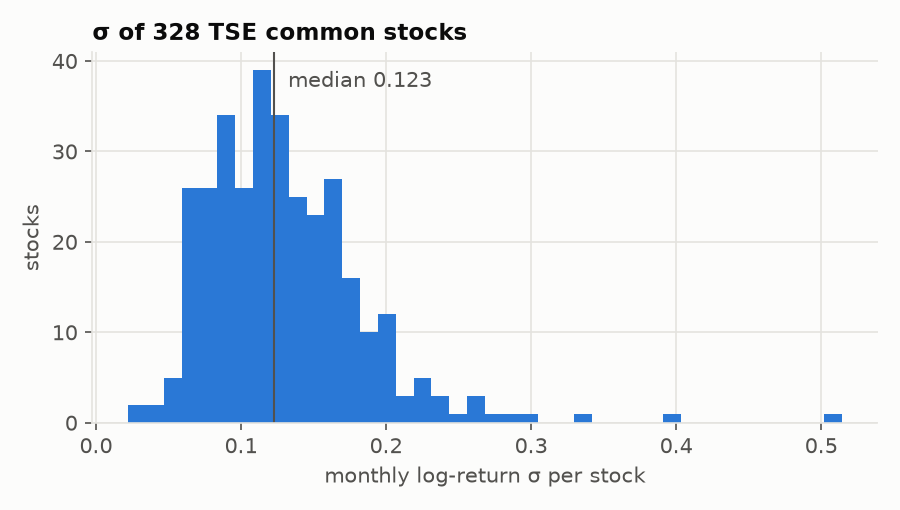 σ of 328 TSE common stocks
median 0.123
40
30
20
10
0
stocks
0.0 0.1 0.2 0.3 0.4 0.5
monthly log-return σ per stock